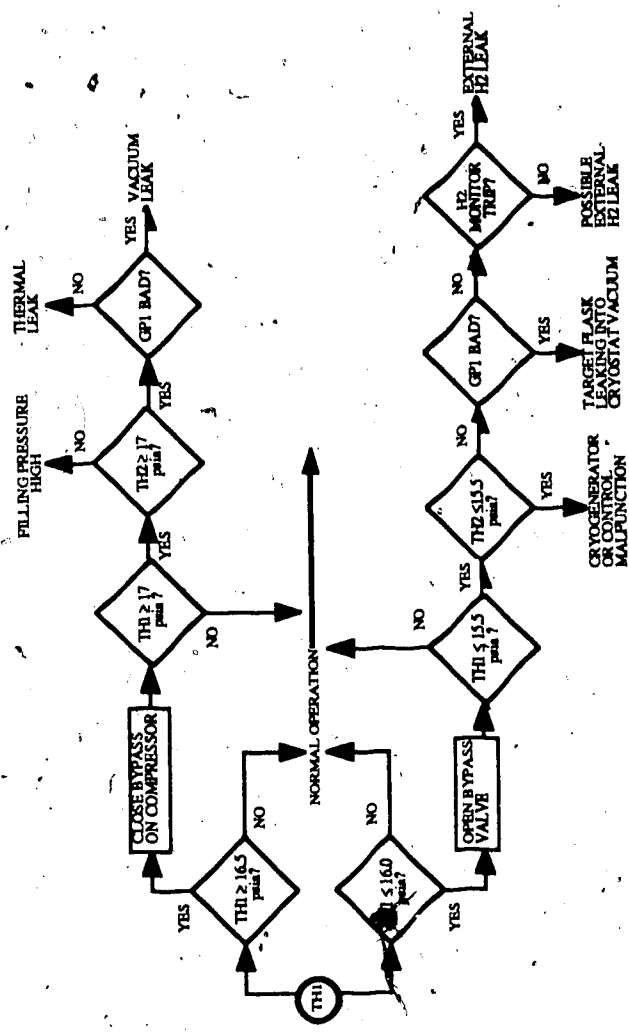 TH1
TH1 ≥ 16.5
psia?
YES
NO
CLOSE BYPASS
ON COMPRESSOR
TH1 ≥ 17
psia ?
YES
NO
TH2 ≥ 17
psia?
NO
FILLING PRESSURE
HIGH
YES
GP1 BAD?
NO
THERMAL
LEAK
YES
VACUUM
LEAK
NORMAL OPERATION
≤ 16.0
psia?
NO
YES
OPEN BYPASS
VALVE
TH1 ≤ 15.5
psia ?
NO
YES
TH2 ≤15.5
psia?
YES
CRYOGENERATOR
OR CONTROL
MALFUNCTION
NO
GP1 BAD?
YES
TARGET FLASK
LEAKING INTO
CRYOSTAT VACUUM
NO
H2
MONITOR
TRIP?
NO
POSSIBLE
EXTERNAL
H2 LEAK
YES
EXTERNAL
H2 LEAK